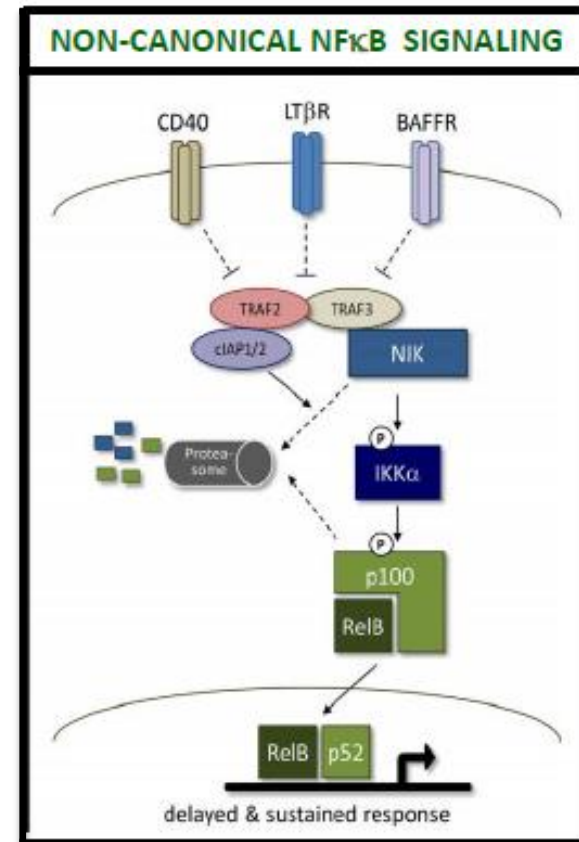 NON-CANONICAL NFκB SIGNALING
CD40
LTβR
BAFFR
TRAF2
TRAF3
cIAP1/2
NIK
Protea-
some
P
IKKα
P
p100
RelB
RelB
p52
delayed & sustained response